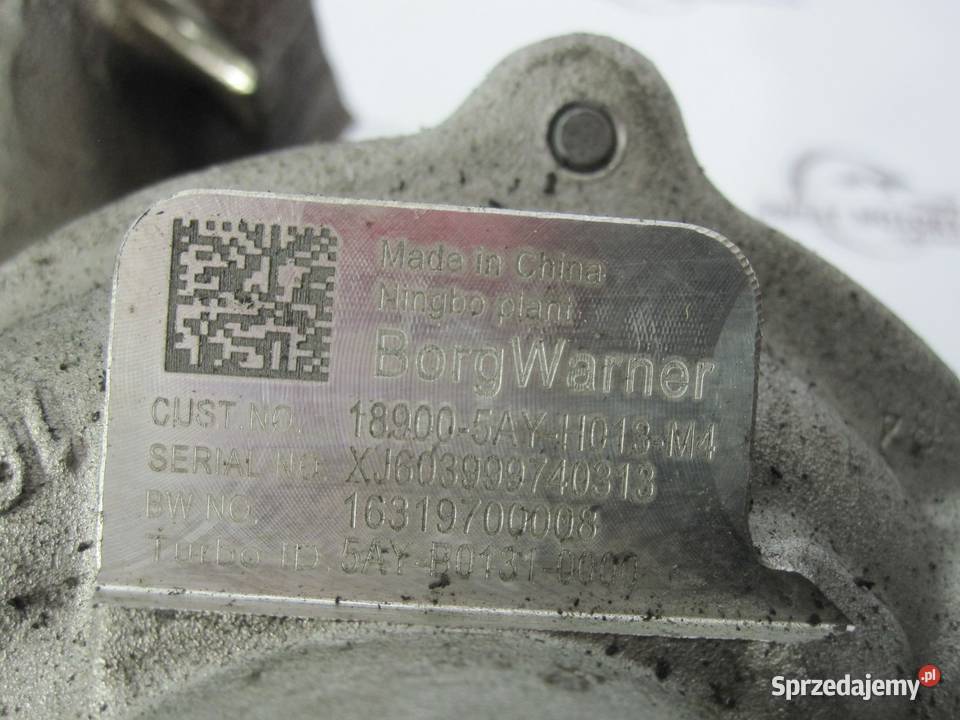 Made in China
Ningbo plant
BorgWarner
CUST.NO. 18900-5AY-H013-M4
SERIAL NO. XJ603999740313
BW NO. 16319700008
Turbo ID. 5AY-B0131-0000
Sprzedajemy.pl